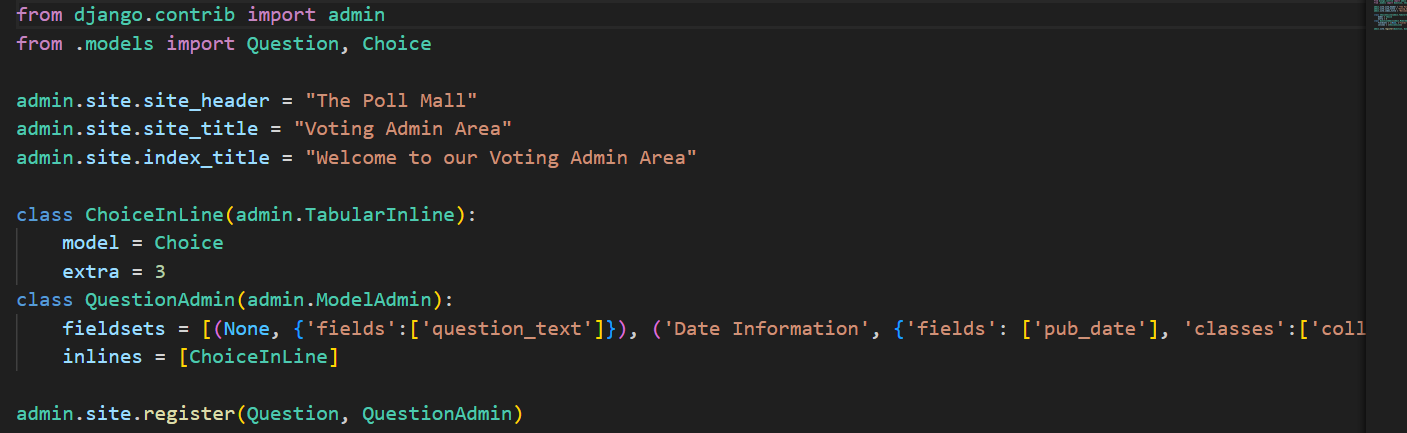 from django.contrib import admin
from .models import Question, Choice
admin.site.site_header = "The Poll Mall"
admin.site.site_title = "Voting Admin Area"
admin.site.index_title = "Welcome to our Voting Admin Area"
class ChoiceInLine(admin.TabularInline):
    model = Choice
    extra = 3
class QuestionAdmin(admin.ModelAdmin):
    fieldsets = [(None, {'fields':['question_text']}), ('Date Information', {'fields': ['pub_date'], 'classes':['coll
    inlines = [ChoiceInLine]
admin.site.register(Question, QuestionAdmin)